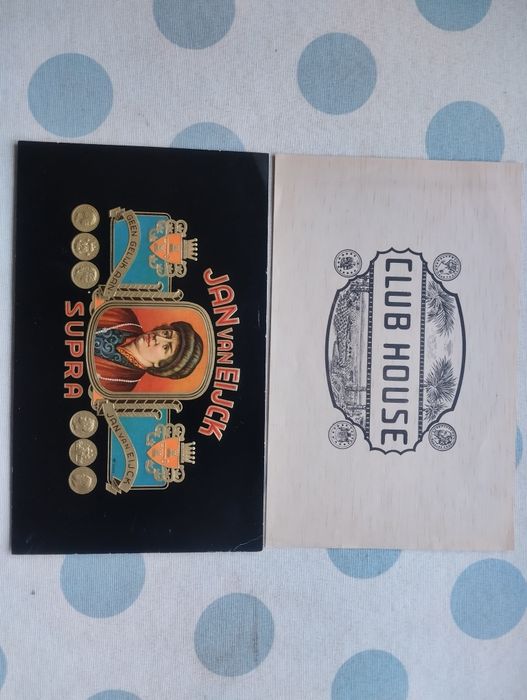 JAN VAN EIJCK
GEEN GELIJK AAN
JAN VAN EIJCK
SUPRA
CLUB HOUSE